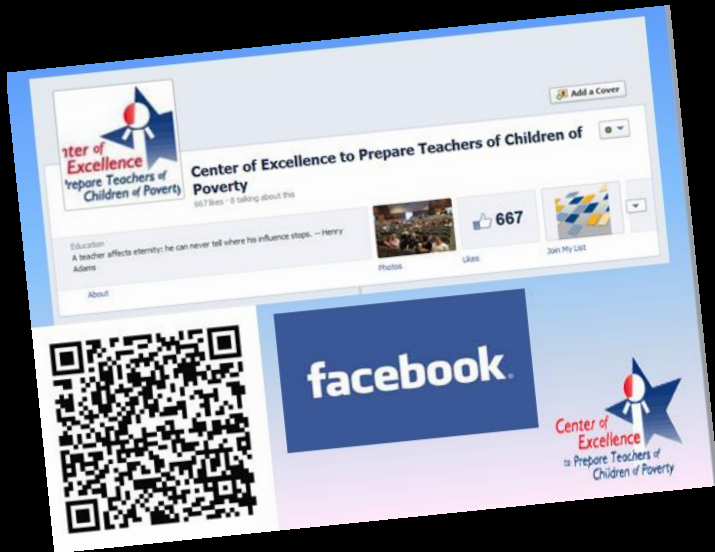 Add a Cover
nter of
Excellence
Prepare Teachers of
Children of Poverty
Center of Excellence to Prepare Teachers of Children of
Poverty
667 likes · 8 talking about this
Education
A teacher affects eternity: he can never tell where his influence stops. -- Henry
Adams
About
Photos
667
Likes
Join My List
facebook
Center of
Excellence
to Prepare Teachers of
Children of Poverty